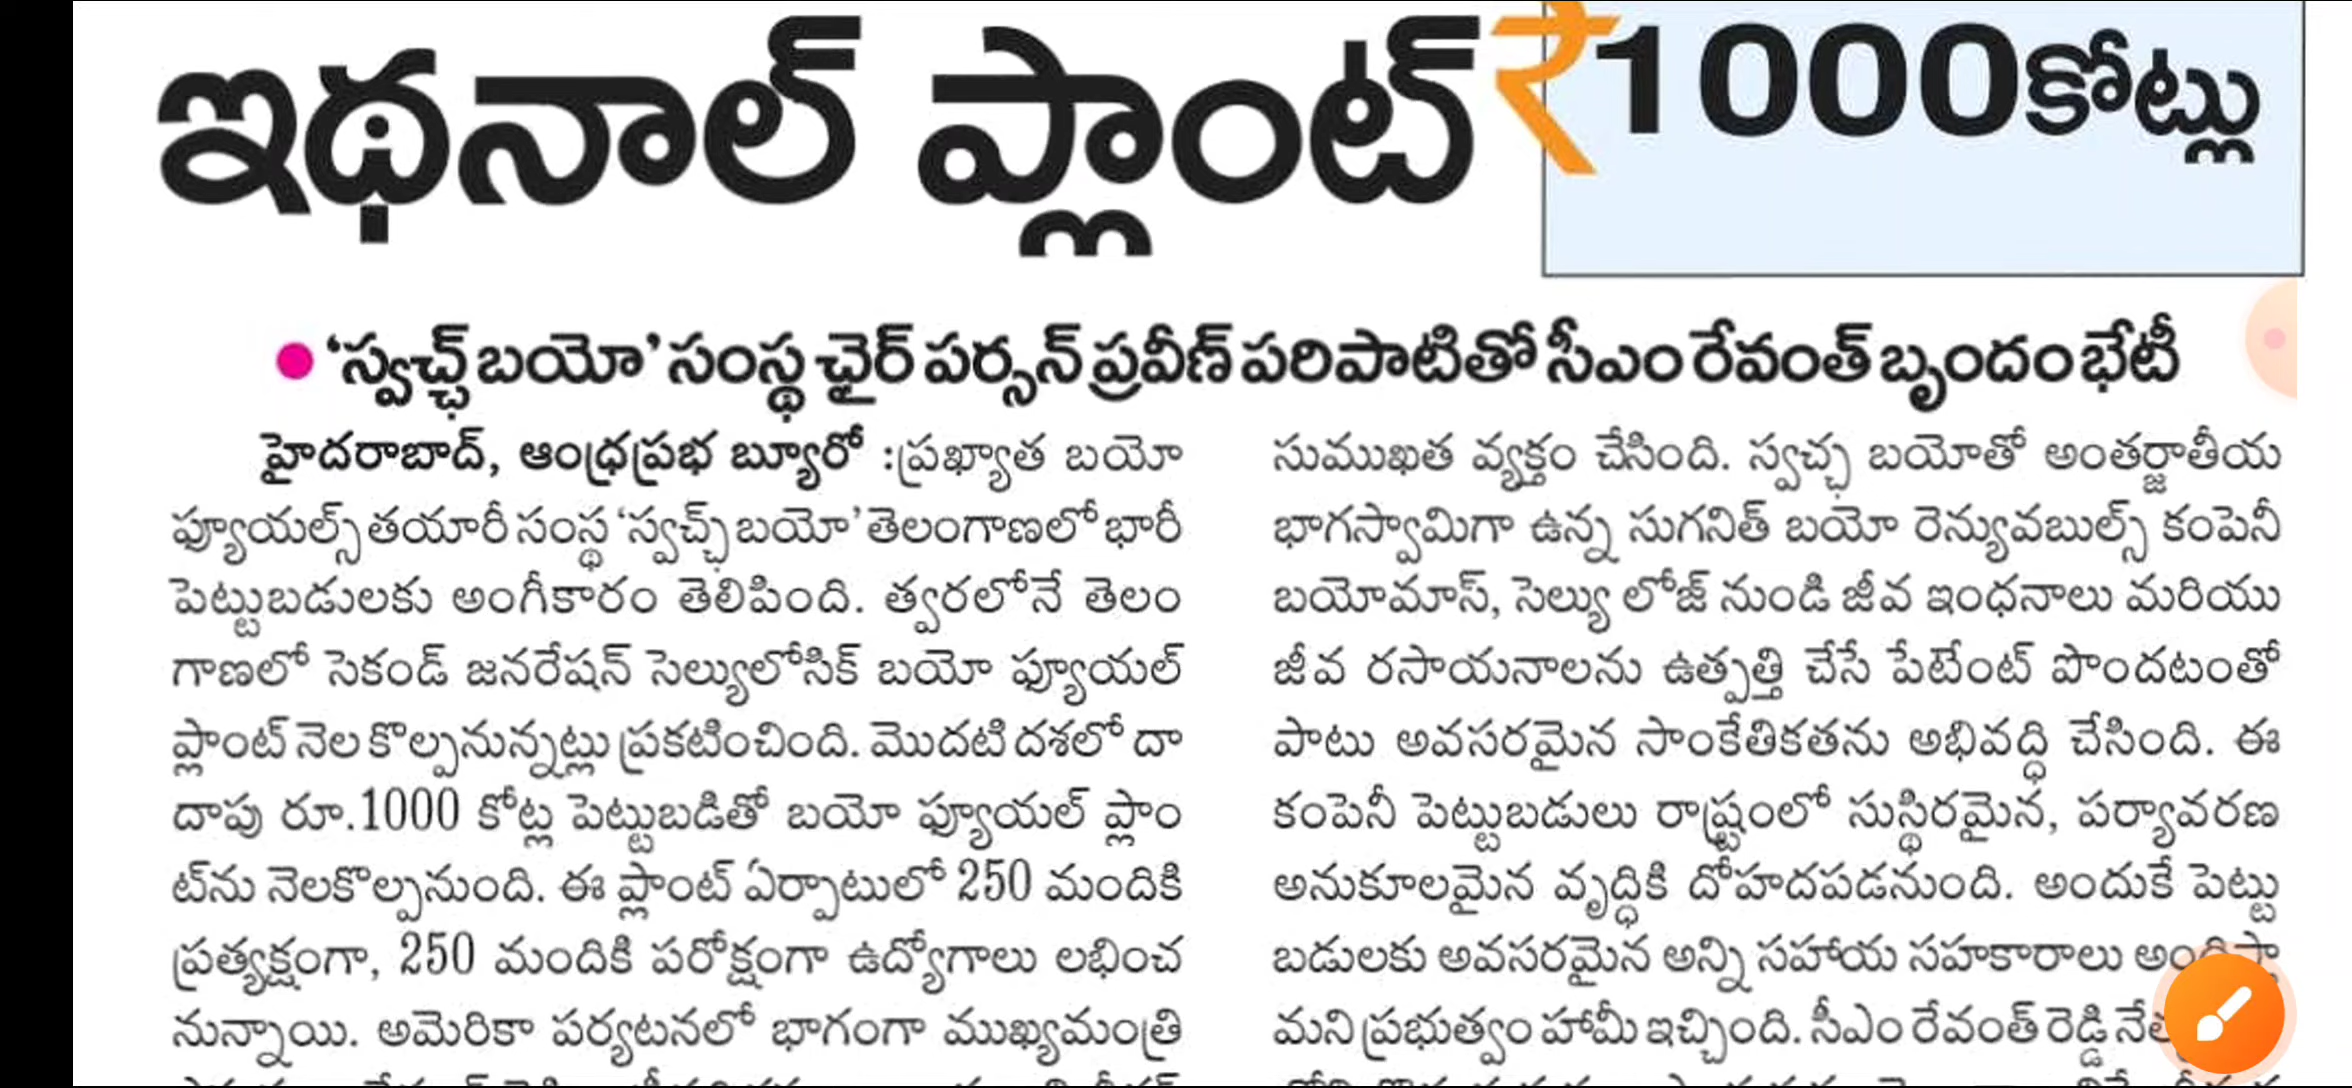 ఇథనాల్ ప్లాంట్
₹1000కోట్లు
‘స్వచ్ఛ్ బయో’ సంస్థ ఛైర్ పర్సన్ ప్రవీణ్ పరిపాటితో సీఎం రేవంత్ బృందం భేటీ
హైదరాబాద్, ఆంధ్రప్రభ బ్యూరో :ప్రఖ్యాత బయో
ఫ్యూయల్స్ తయారీ సంస్థ ‘స్వచ్ఛ్ బయో’ తెలంగాణలో భారీ
పెట్టుబడులకు అంగీకారం తెలిపింది. త్వరలోనే తెలం
గాణలో సెకండ్ జనరేషన్ సెల్యులోసిక్ బయో ఫ్యూయల్
ప్లాంట్ నెల కొల్పనున్నట్లు ప్రకటించింది. మొదటి దశలో దా
దాపు రూ.1000 కోట్ల పెట్టుబడితో బయో ఫ్యూయల్ ప్లాం
ట్‌ను నెలకొల్పనుంది. ఈ ప్లాంట్ ఏర్పాటులో 250 మందికి
ప్రత్యక్షంగా, 250 మందికి పరోక్షంగా ఉద్యోగాలు లభించ
నున్నాయి. అమెరికా పర్యటనలో భాగంగా ముఖ్యమంత్రి
సుముఖత వ్యక్తం చేసింది. స్వచ్ఛ బయోతో అంతర్జాతీయ
భాగస్వామిగా ఉన్న సుగనిత్ బయో రెన్యువబుల్స్ కంపెనీ
బయోమాస్, సెల్యు లోజ్ నుండి జీవ ఇంధనాలు మరియు
జీవ రసాయనాలను ఉత్పత్తి చేసే పేటేంట్ పొందటంతో
పాటు అవసరమైన సాంకేతికతను అభివద్ధి చేసింది. ఈ
కంపెనీ పెట్టుబడులు రాష్ట్రంలో సుస్థిరమైన, పర్యావరణ
అనుకూలమైన వృద్ధికి దోహదపడనుంది. అందుకే పెట్టు
బడులకు అవసరమైన అన్ని సహాయ సహకారాలు
మని ప్రభుత్వం హామీ ఇచ్చింది. సీఎం రేవంత్ రెడ్డి